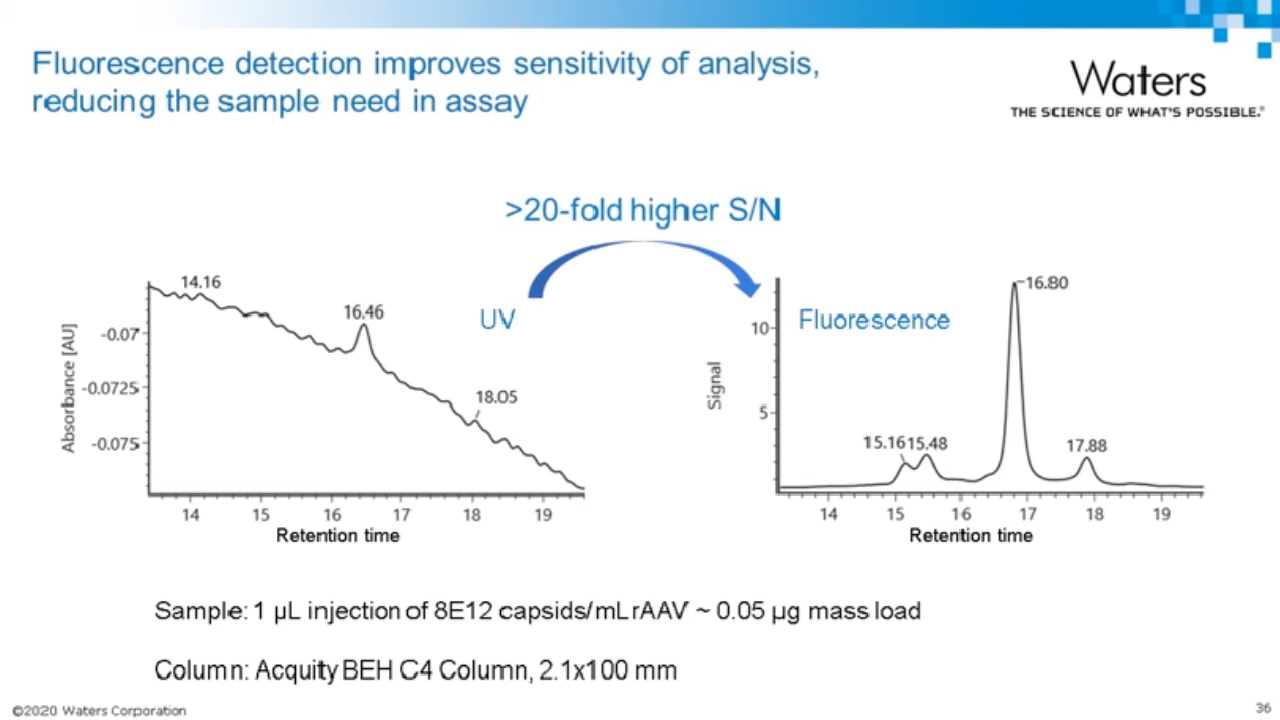 Fluorescence detection improves sensitivity of analysis,
reducing the sample need in assay
Waters
THE SCIENCE OF WHAT'S POSSIBLE.®
>20-fold higher S/N
UV
14.16
16.46
18.05
Absorbance [AU]
-0.07
-0.0725
-0.075
14 15 16 17 18 19
Retention time
Fluorescence
16.80
15.16 15.48
17.88
Signal
10
5
14 15 16 17 18 19
Retention time
Sample: 1 µL injection of 8E12 capsids/mL rAAV ~ 0.05 µg mass load
Column: Acquity BEH C4 Column, 2.1x100 mm
©2020 Waters Corporation
36